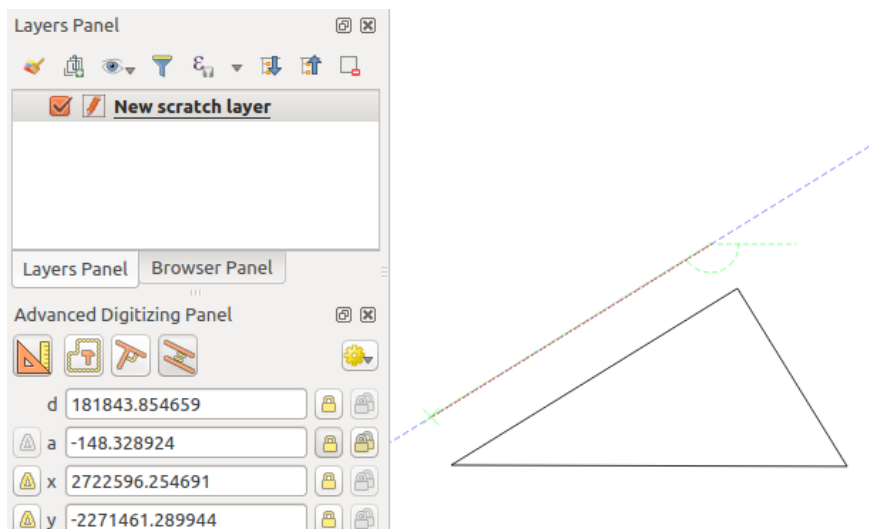 Layers Panel
New scratch layer
Layers Panel Browser Panel
Advanced Digitizing Panel
d 181843.854659
a -148.328924
x 2722596.254691
y -2271461.289944